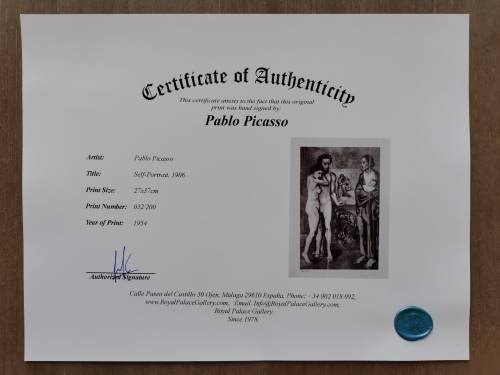 Certificate of Authenticity
This certificate attests to the fact that this original
print was hand signed by:
Pablo Picasso
Artist: Pablo Picasso
Title: Self-Portrait, 1906
Print Size: 27x37cm
Print Number: 032/200
Year of Print: 1954
Authorized Signature
Calle Paseo del Castillo 50 Ojen, Malaga 29610 España, Phone: +34 902 018 092,
www.RoyalPalaceGallery.com, Email. Info@RoyalPalaceGallery.com,
Royal Palace Gallery
Since 1978,